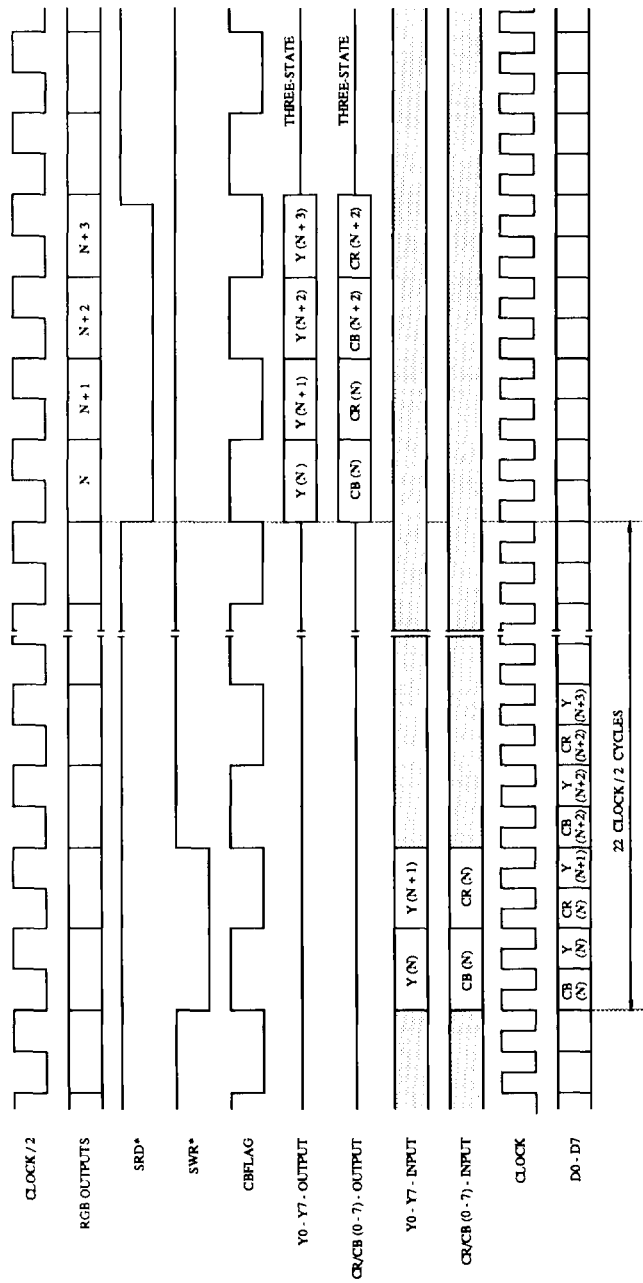 CLOCK / 2
RGB OUTPUTS
N
N + 1
N + 2
N + 3
SRD*
SWR*
CBFLAG
Y0 - Y7 - OUTPUT
Y (N)
Y (N + 1)
Y (N + 2)
Y (N + 3)
THREE-STATE
CR/CB (0 - 7) - OUTPUT
CB (N)
CR (N)
CB (N + 2)
CR (N + 2)
THREE-STATE
Y0 - Y7 - INPUT
Y (N)
Y (N + 1)
CR/CB (0 - 7) - INPUT
CB (N)
CR (N)
CLOCK
D0 - D7
CB
(N)
Y
(N)
CR
(N)
Y
(N+1)
CB
(N+2)
Y
(N+2)
CR
(N+2)
Y
(N+3)
22 CLOCK / 2 CYCLES